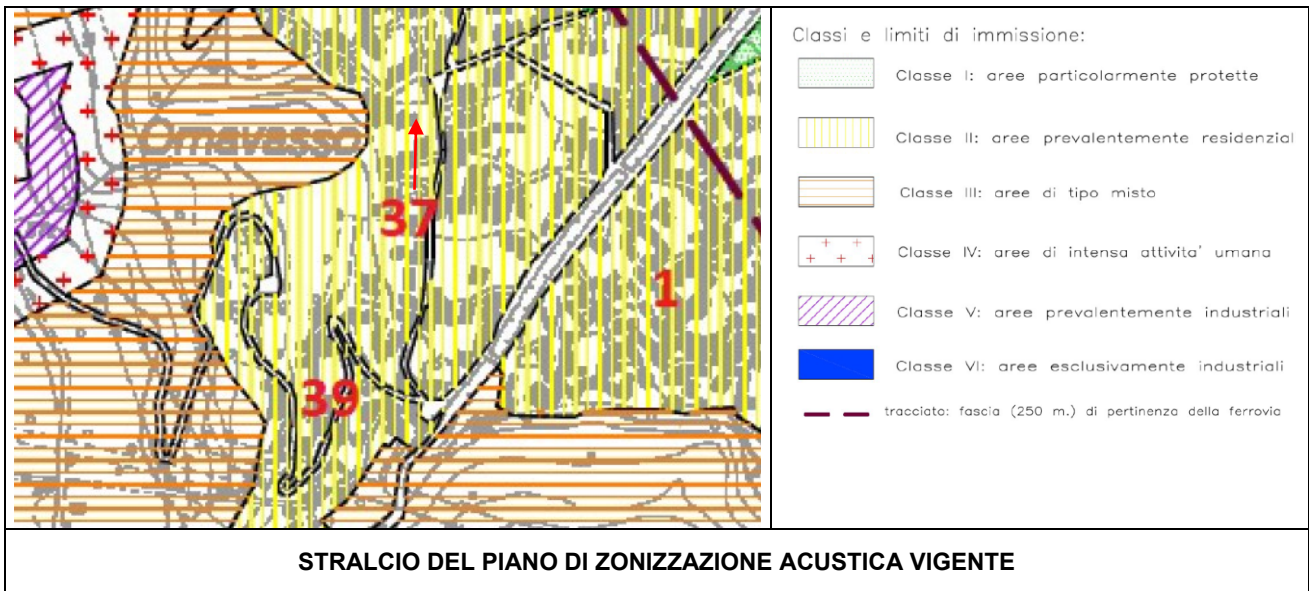 Ornavasso
37
1
39
Classi e limiti di immissione:
Classe I: aree particolarmente protette
Classe II: aree prevalentemente residenzial
Classe III: aree di tipo misto
Classe IV: aree di intensa attivita' umana
Classe V: aree prevalentemente industriali
Classe VI: aree esclusivamente industriali
tracciato: fascia (250 m.) di pertinenza della ferrovia
STRALCIO DEL PIANO DI ZONIZZAZIONE ACUSTICA VIGENTE